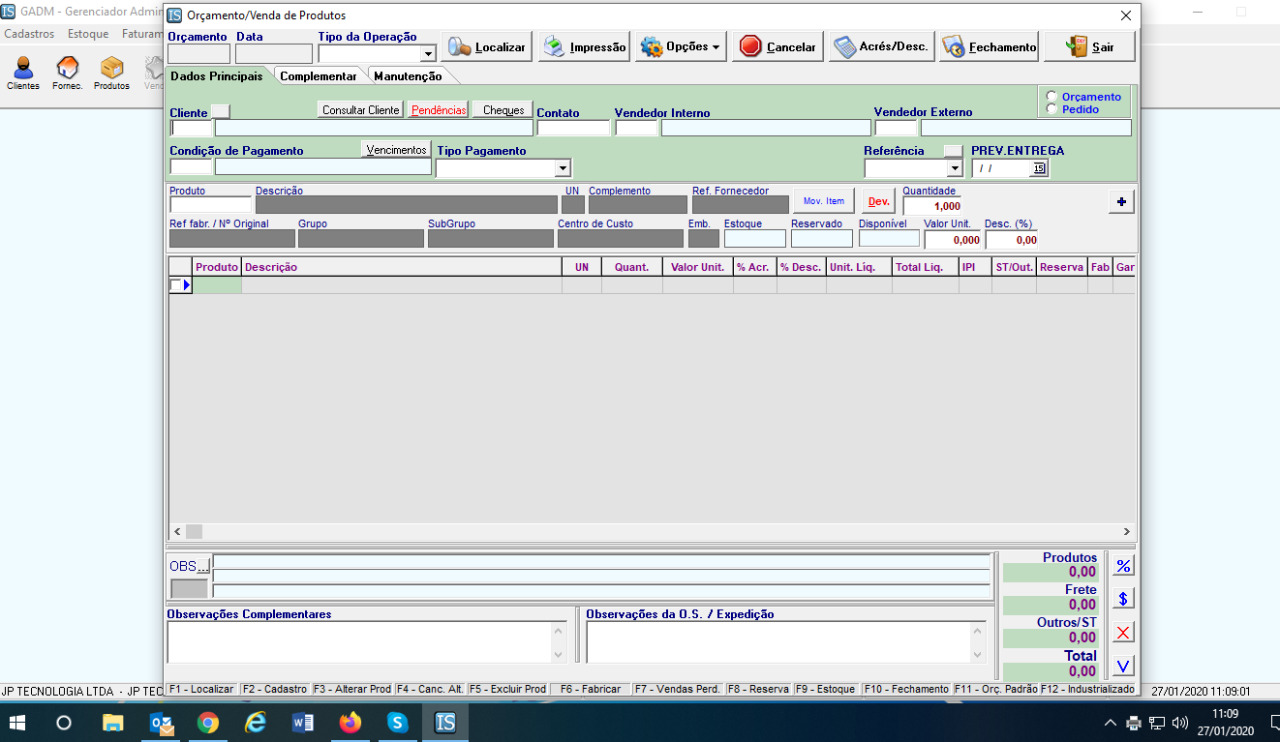 GADM - Gerenciador Admin
Cadastros Estoque Faturam
Clientes Fornec. Produtos Vend
IS Orçamento/Venda de Produtos
Orçamento Data Tipo da Operação
Localizar Impressão Opções Cancelar Acrés/Desc. Fechamento Sair
Dados Principais Complementar Manutenção
Orçamento
Pedido
Cliente Consultar Cliente Pendências Cheques Contato Vendedor Interno Vendedor Externo
Condição de Pagamento Vencimentos Tipo Pagamento Referência PREV.ENTREGA
/ / 15
Produto Descrição UN Complemento Ref. Fornecedor Mov. Item Dev. Quantidade
1,000 +
Ref fabr. / Nº Original Grupo SubGrupo Centro de Custo Emb. Estoque Reservado Disponível Valor Unit. Desc. (%)
0,000 0,00
Produto Descrição UN Quant. Valor Unit. % Acr. % Desc. Unit. Liq. Total Liq. IPI ST/Out. Reserva Fab Gar
OBS...
Produtos
0,00 %
Frete
0,00 $
Observações Complementares Observações da O.S. / Expedição
Outros/ST
0,00 X
Total
0,00 V
F1 - Localizar F2 - Cadastro F3 - Alterar Prod F4 - Canc. Alt. F5 - Excluir Prod F6 - Fabricar F7 - Vendas Perd. F8 - Reserva F9 - Estoque F10 - Fechamento F11 - Orç. Padrão F12 - Industrializado
JP TECNOLOGIA LTDA - JP TEC 27/01/2020 11:09:01
11:09
27/01/2020